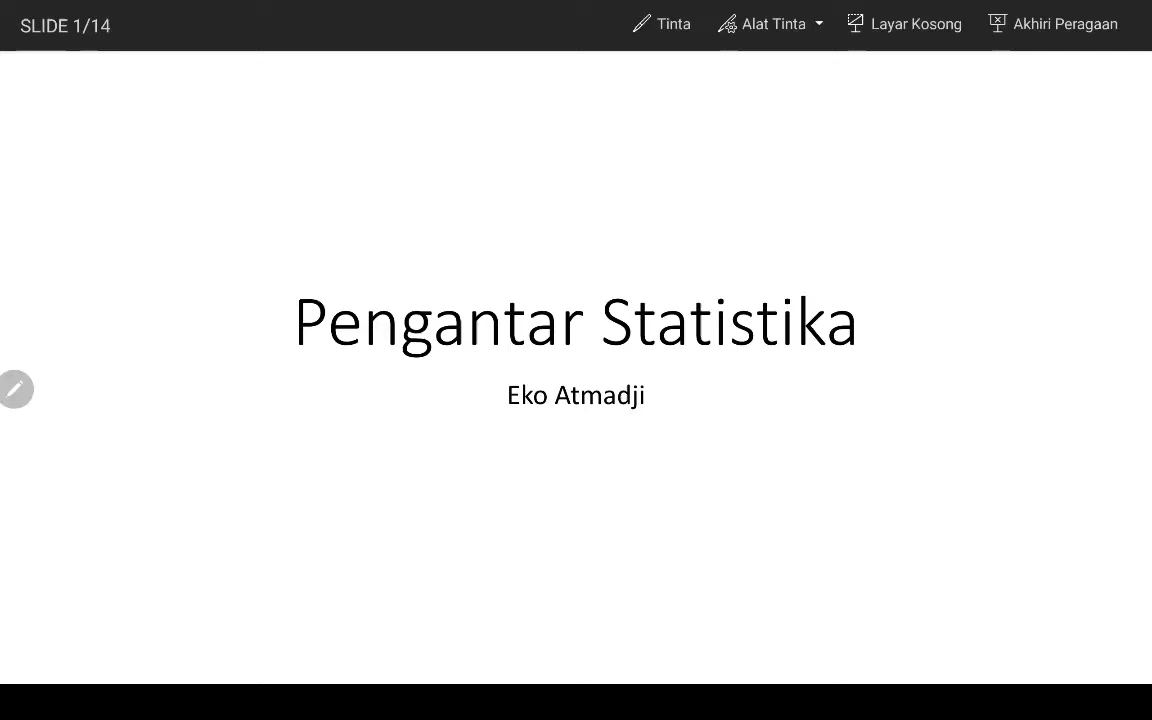 SLIDE 1/14
Tinta
Alat Tinta
Layar Kosong
Akhiri Peragaan
Pengantar Statistika
Eko Atmadji